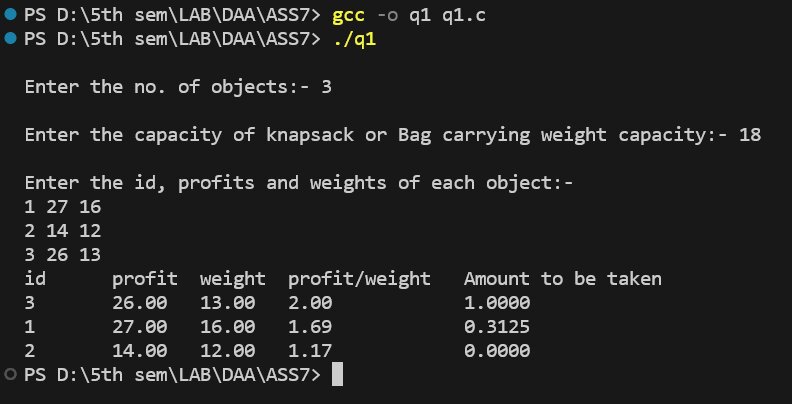 PS D:\5th sem\LAB\DAA\ASS7> gcc -o q1 q1.c
PS D:\5th sem\LAB\DAA\ASS7> ./q1
Enter the no. of objects:- 3
Enter the capacity of knapsack or Bag carrying weight capacity:- 18
Enter the id, profits and weights of each object:-
1 27 16
2 14 12
3 26 13
id profit weight profit/weight Amount to be taken
3 26.00 13.00 2.00 1.0000
1 27.00 16.00 1.69 0.3125
2 14.00 12.00 1.17 0.0000
PS D:\5th sem\LAB\DAA\ASS7>